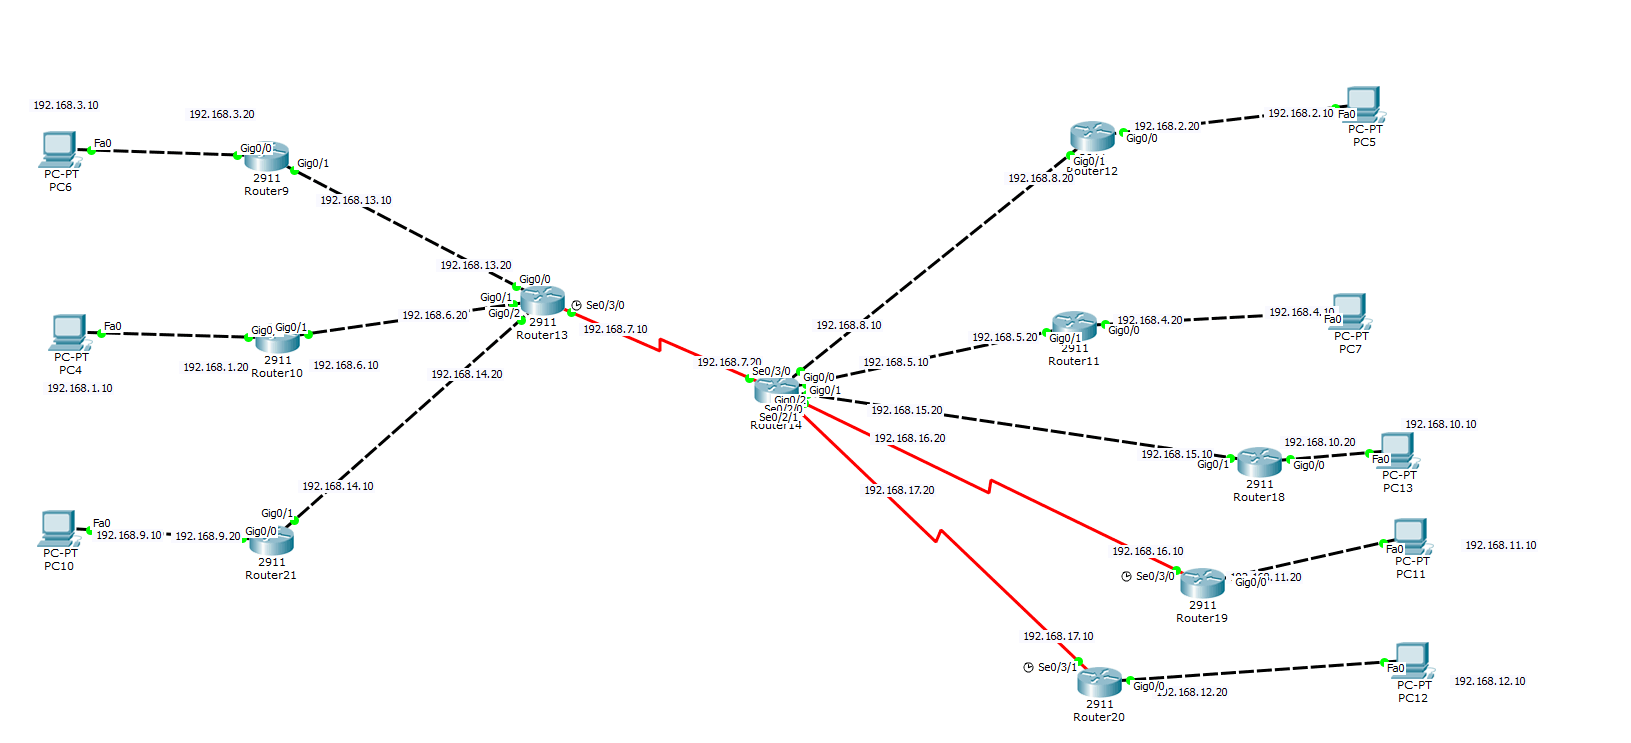 192.168.3.10
192.168.3.20
Fa0
Gig0/0
Gig0/1
PC-PT
PC6
2911
Router9
192.168.13.10
192.168.13.20
Gig0/0
Gig0/1
Gig0/2
Se0/3/0
2911
Router13
192.168.6.20
192.168.7.10
Fa0
Gig0/1
PC-PT
PC4
2911
Router10
192.168.1.20
192.168.6.10
192.168.1.10
192.168.14.20
192.168.14.10
Gig0/1
Fa0
192.168.9.10
192.168.9.20
Gig0/0
PC-PT
PC10
2911
Router21
192.168.7.20
Se0/3/0
Gig0/0
Gig0/1
Gig0/2
Se0/2/0
Se0/2/1
Router14
192.168.8.10
192.168.5.10
192.168.15.20
192.168.16.20
192.168.17.20
192.168.2.20
192.168.2.10
Fa0
Gig0/0
Gig0/1
Router12
192.168.8.20
PC-PT
PC5
192.168.5.20
192.168.4.20
192.168.4.10
Fa0
Gig0/1
Gig0/0
2911
Router11
PC-PT
PC7
192.168.10.10
192.168.10.20
192.168.15.10
Gig0/1
Gig0/0
Fa0
2911
Router18
PC-PT
PC13
192.168.16.10
Se0/3/0
Gig0/0
.11.20
Fa0
192.168.11.10
2911
Router19
PC-PT
PC11
192.168.17.10
Se0/3/1
Gig0/0
192.168.12.20
Fa0
192.168.12.10
2911
Router20
PC-PT
PC12